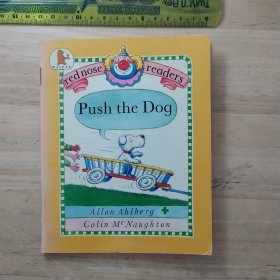 red nose readers
Push the Dog
Allan Ahlberg
Colin McNaughton